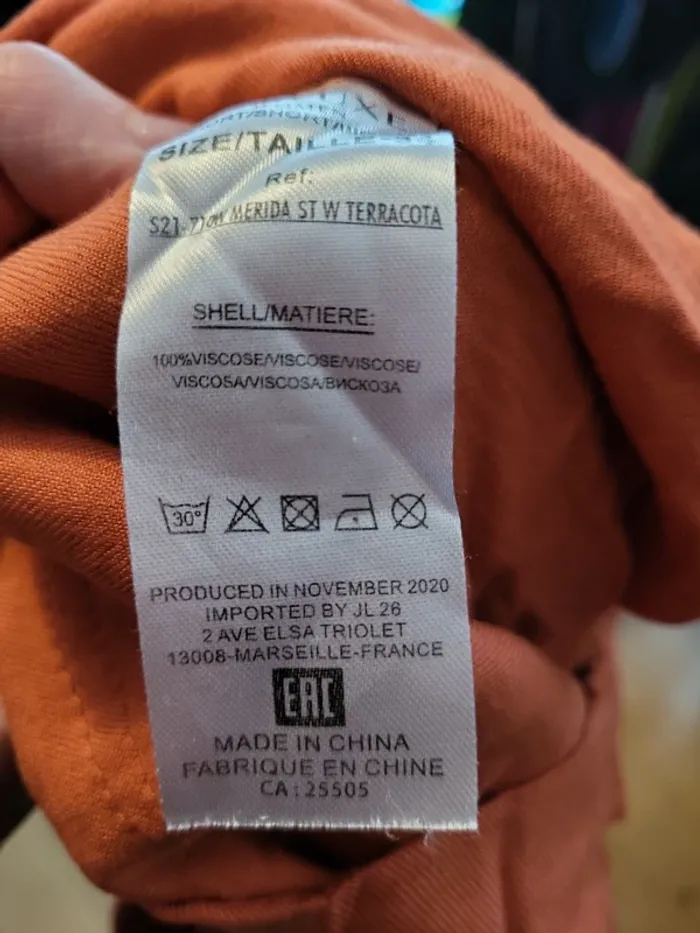 SIZE/TAILLE
Ref:
MERIDA ST W TERRACOTA
SHELL/MATIERE:
100%VISCOSE/VISCOSE/VISCOSE/
VISCOSA/VISCOSA/ВИСКОЗА
30°
PRODUCED IN NOVEMBER 2020
IMPORTED BY JL 26
2 AVE ELSA TRIOLET
13008-MARSEILLE-FRANCE
EAC
MADE IN CHINA
FABRIQUE EN CHINE
CA : 25505